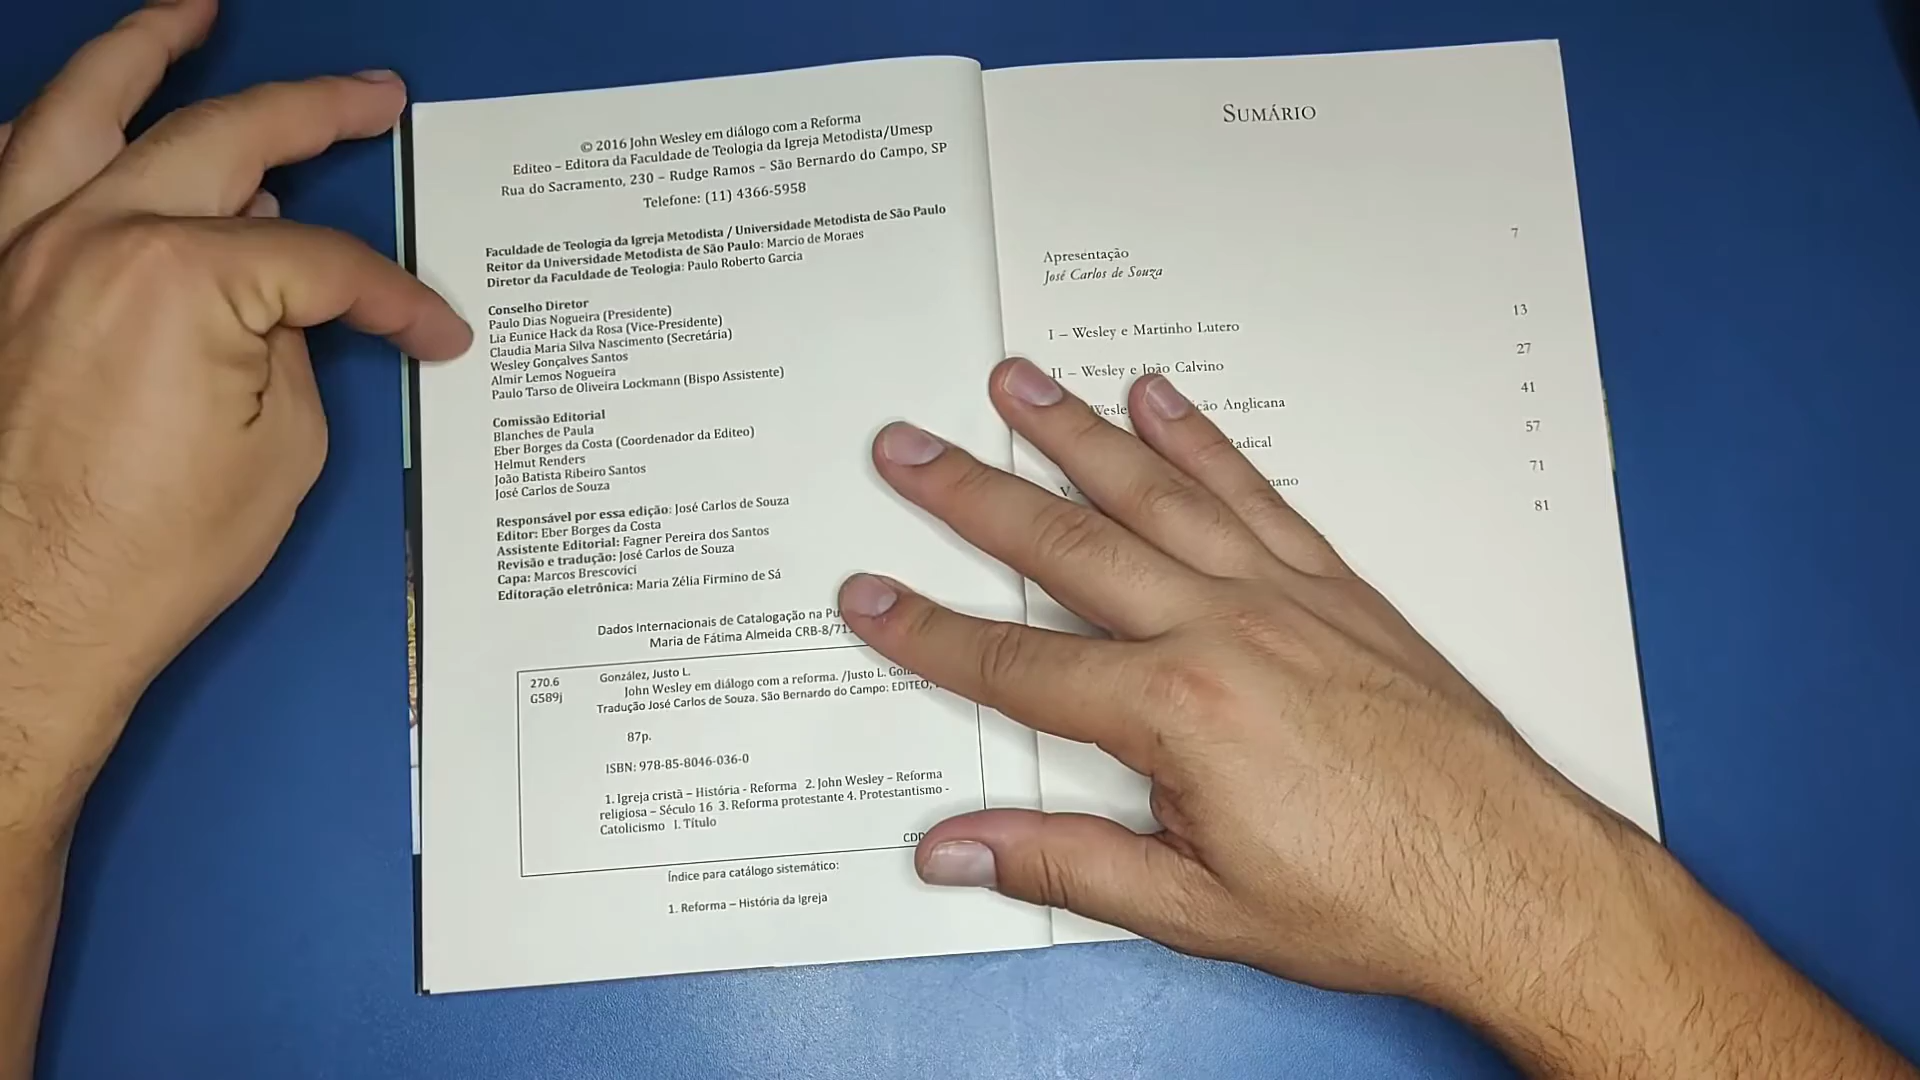 © 2016 John Wesley em diálogo com a Reforma
Editeo – Editora da Faculdade de Teologia da Igreja Metodista/Umesp
Rua do Sacramento, 230 – Rudge Ramos – São Bernardo do Campo, SP
Telefone: (11) 4366-5958
Faculdade de Teologia da Igreja Metodista / Universidade Metodista de São Paulo
Reitor da Universidade Metodista de São Paulo: Marcio de Moraes
Diretor da Faculdade de Teologia: Paulo Roberto Garcia
Conselho Diretor
Paulo Dias Nogueira (Presidente)
Lia Eunice Hack da Rosa (Vice-Presidente)
Claudia Maria Silva Nascimento (Secretária)
Wesley Gonçalves Santos
Almir Lemos Nogueira
Paulo Tarso de Oliveira Lockmann (Bispo Assistente)
Comissão Editorial
Blanches de Paula
Eber Borges da Costa (Coordenador da Editeo)
Helmut Renders
João Batista Ribeiro Santos
José Carlos de Souza
Responsável por essa edição: José Carlos de Souza
Editor: Eber Borges da Costa
Assistente Editorial: Fagner Pereira dos Santos
Revisão e tradução: José Carlos de Souza
Capa: Marcos Brescovici
Editoração eletrônica: Maria Zélia Firmino de Sá
Dados Internacionais de Catalogação na
Maria de Fátima Almeida
270.6 González, Justo L.
G589j John Wesley em diálogo com a reforma. /Justo L.
Tradução José Carlos de Souza. São Bernardo do Campo: EDITEO,
87p.
ISBN: 978-85-8046-036-0
1. Igreja cristã – História - Reforma 2. John Wesley – Reforma
religiosa – Século 16 3. Reforma protestante 4. Protestantismo -
Catolicismo I. Título
Índice para catálogo sistemático:
1. Reforma – História da Igreja
SUMÁRIO
Apresentação 7
José Carlos de Souza
I – Wesley e Martinho Lutero 13
II – Wesley e João Calvino 27
Anglicana 41
57
V 71
81